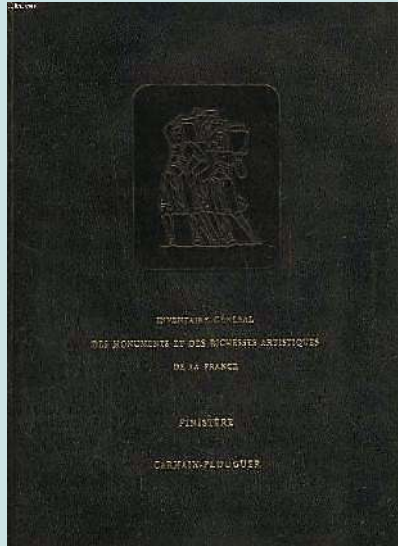 INVENTAIRE GÉNÉRAL
DES MONUMENTS ET DES RICHESSES ARTISTIQUES
DE LA FRANCE
FINISTÈRE
CARHAIX-PLOUGUER